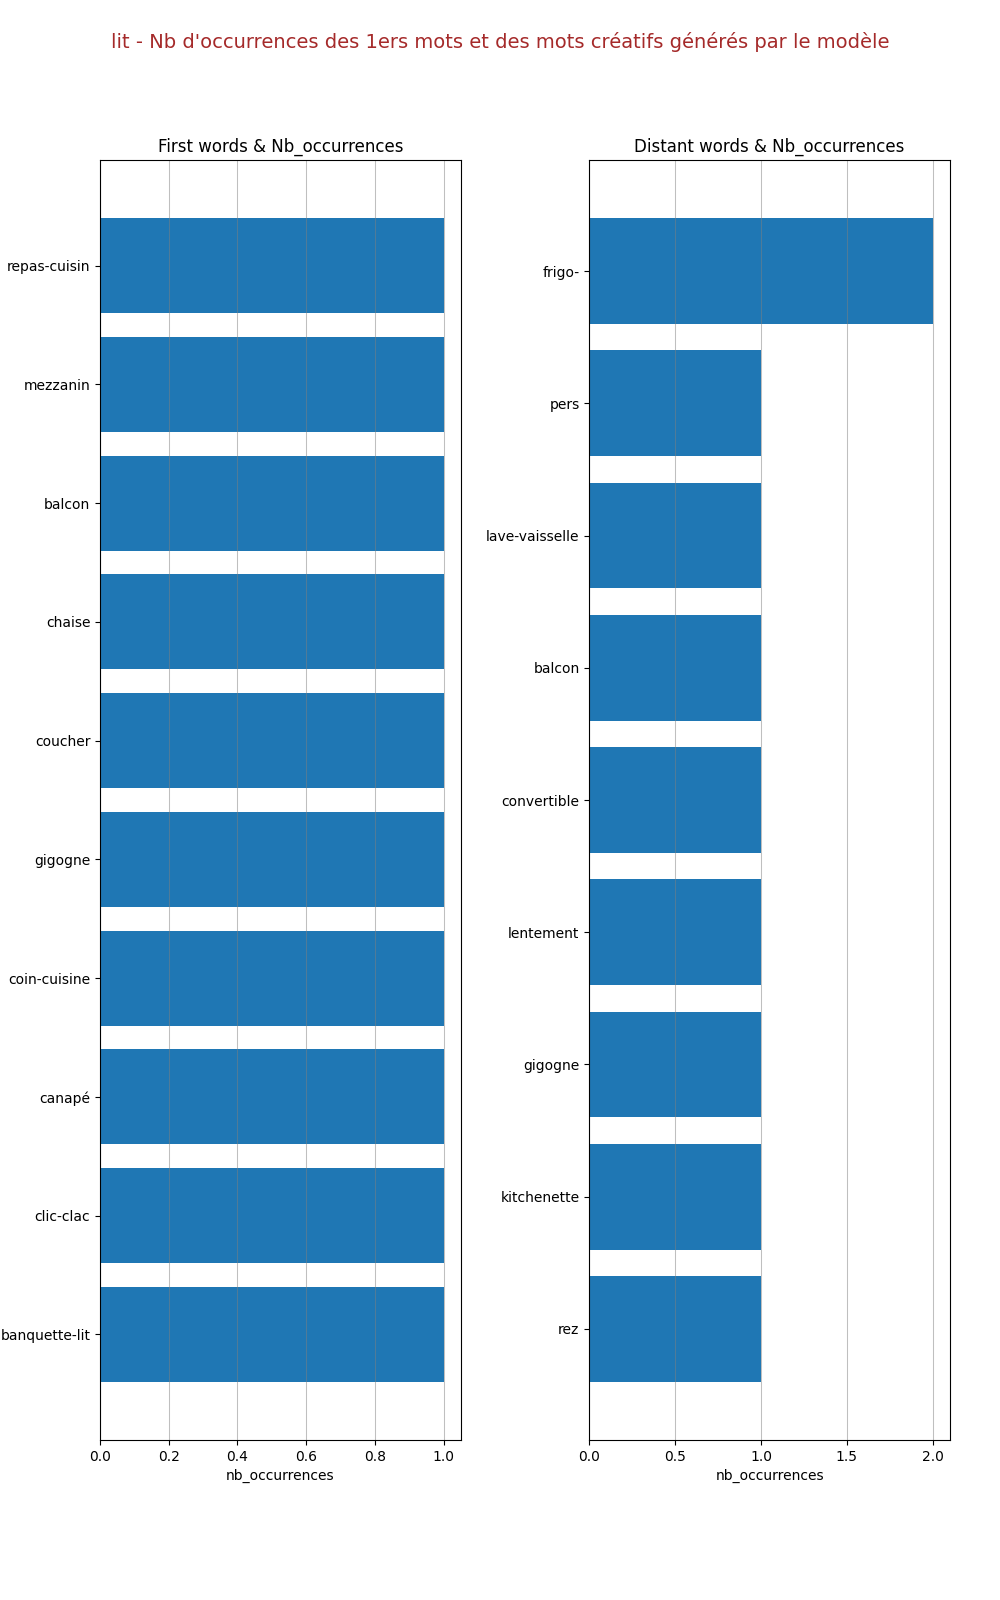 lit - Nb d'occurrences des 1ers mots et des mots créatifs générés par le modèle
First words & Nb_occurrences
repas-cuisin
mezzanin
balcon
chaise
coucher
gigogne
coin-cuisine
canapé
clic-clac
banquette-lit
0.0 0.2 0.4 0.6 0.8 1.0
nb_occurrences
Distant words & Nb_occurrences
frigo-
pers
lave-vaisselle
balcon
convertible
lentement
gigogne
kitchenette
rez
0.0 0.5 1.0 1.5 2.0
nb_occurrences